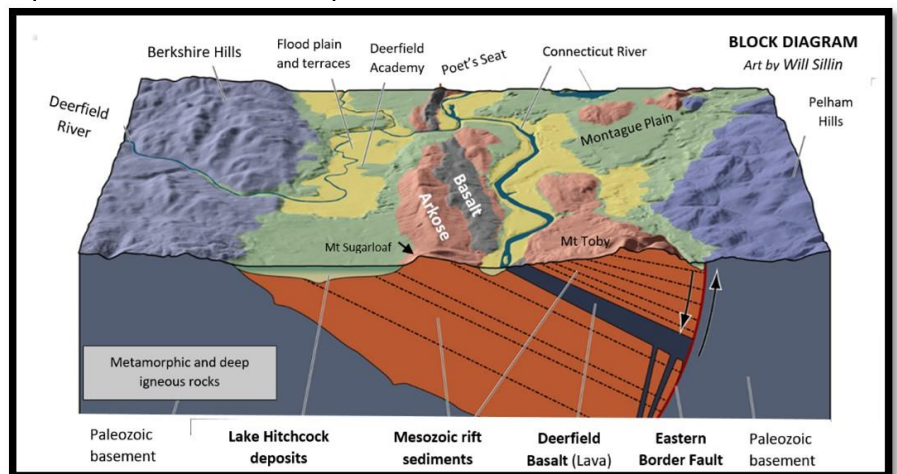 BLOCK DIAGRAM
Art by Will Sillin
Berkshire Hills
Flood plain
and terraces
Deerfield
Academy
Poet's Seat
Connecticut River
Deerfield
River
Pelham
Hills
Montague Plain
Basalt
Arkose
Mt Sugarloaf
Mt Toby
Metamorphic and deep
igneous rocks
Paleozoic
basement
Lake Hitchcock
deposits
Mesozoic rift
sediments
Deerfield
Basalt (Lava)
Eastern
Border Fault
Paleozoic
basement